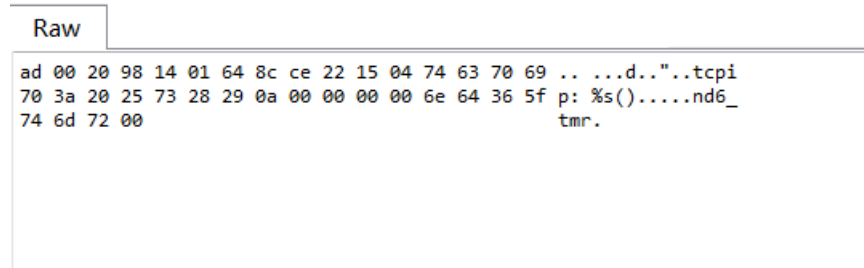 Raw
ad 00 20 98 14 01 64 8c ce 22 15 04 74 63 70 69 .. ...d.."..tcpi
70 3a 20 25 73 28 29 0a 00 00 00 00 6e 64 36 5f p: %s().....nd6_
74 6d 72 00 tmr.